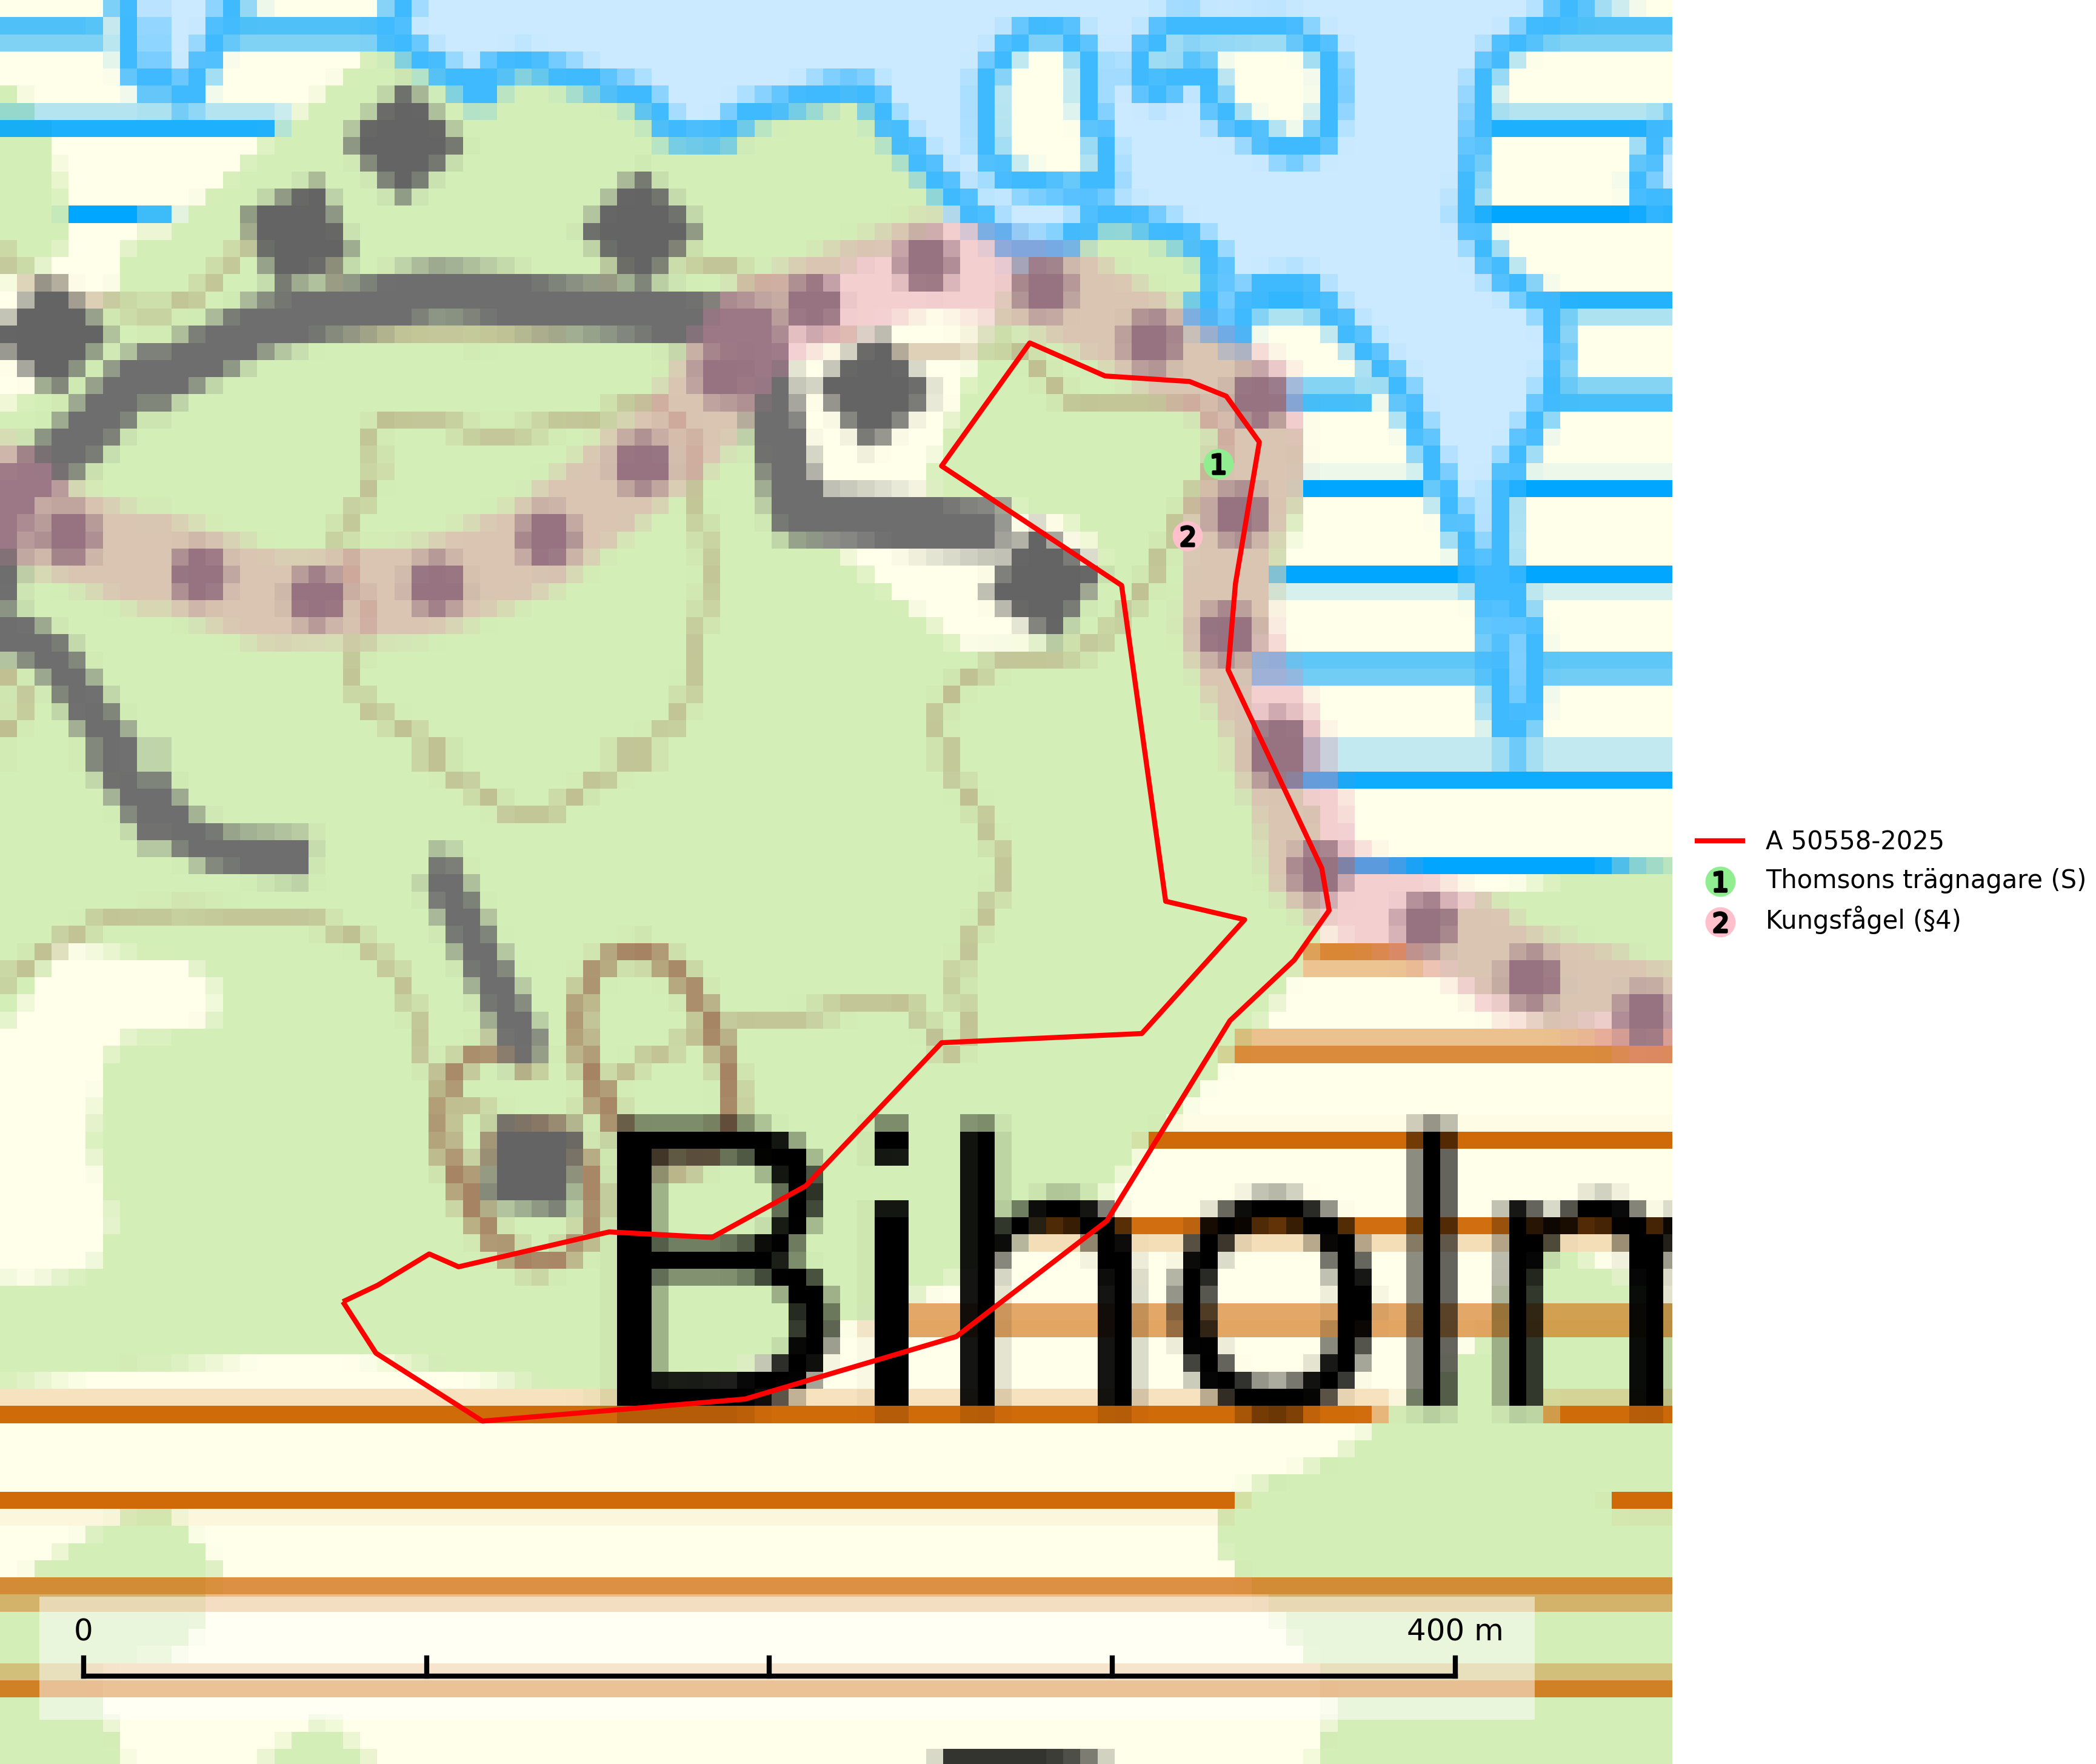 1
2
Biholm
0
400 m
A 50558-2025
1 Thomsons trägnagare (S)
2 Kungsfågel (§4)